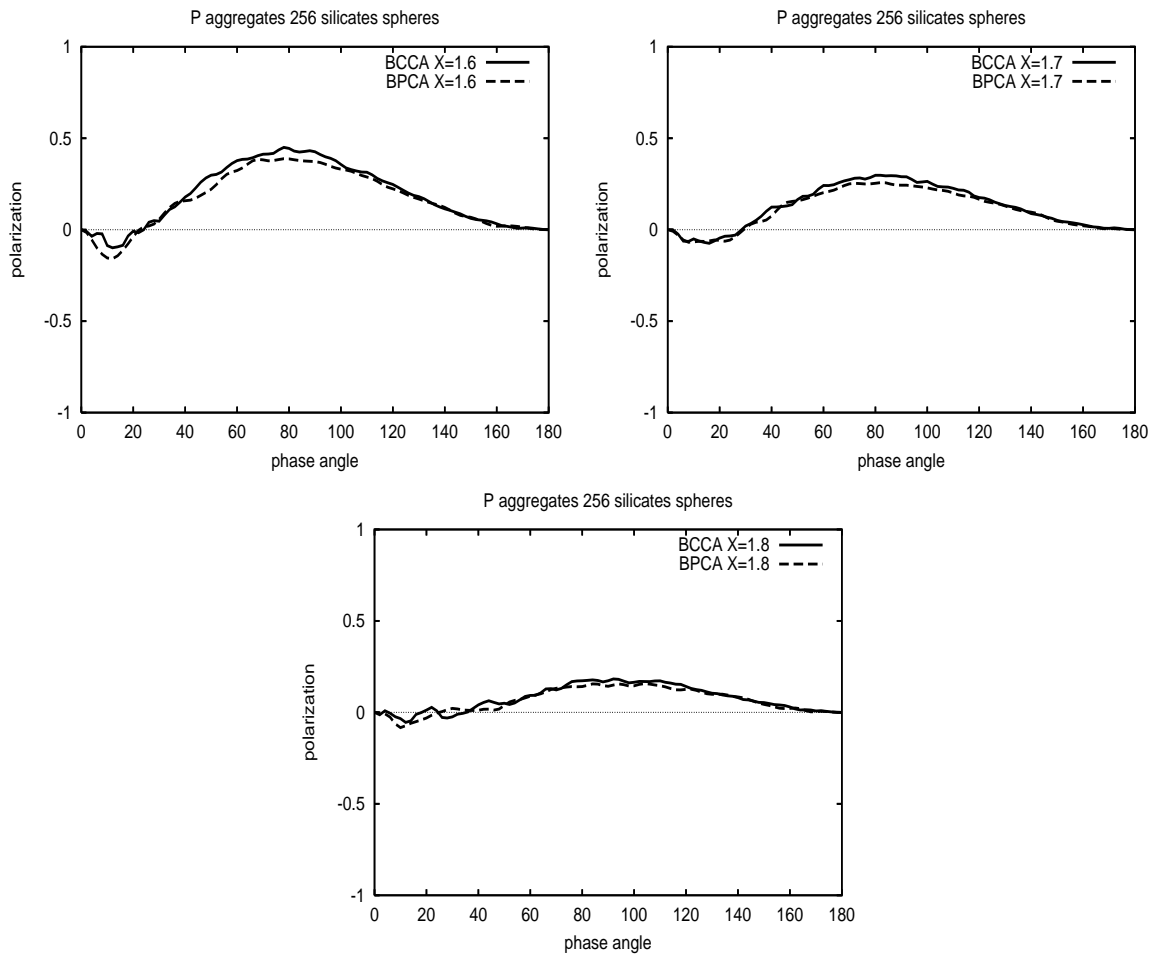 P aggregates 256 silicates spheres
BCCA X=1.6
BPCA X=1.6
1
0.5
0
-0.5
-1
polarization
0 20 40 60 80 100 120 140 160 180
phase angle
P aggregates 256 silicates spheres
BCCA X=1.7
BPCA X=1.7
1
0.5
0
-0.5
-1
polarization
0 20 40 60 80 100 120 140 160 180
phase angle
P aggregates 256 silicates spheres
BCCA X=1.8
BPCA X=1.8
1
0.5
0
-0.5
-1
polarization
0 20 40 60 80 100 120 140 160 180
phase angle